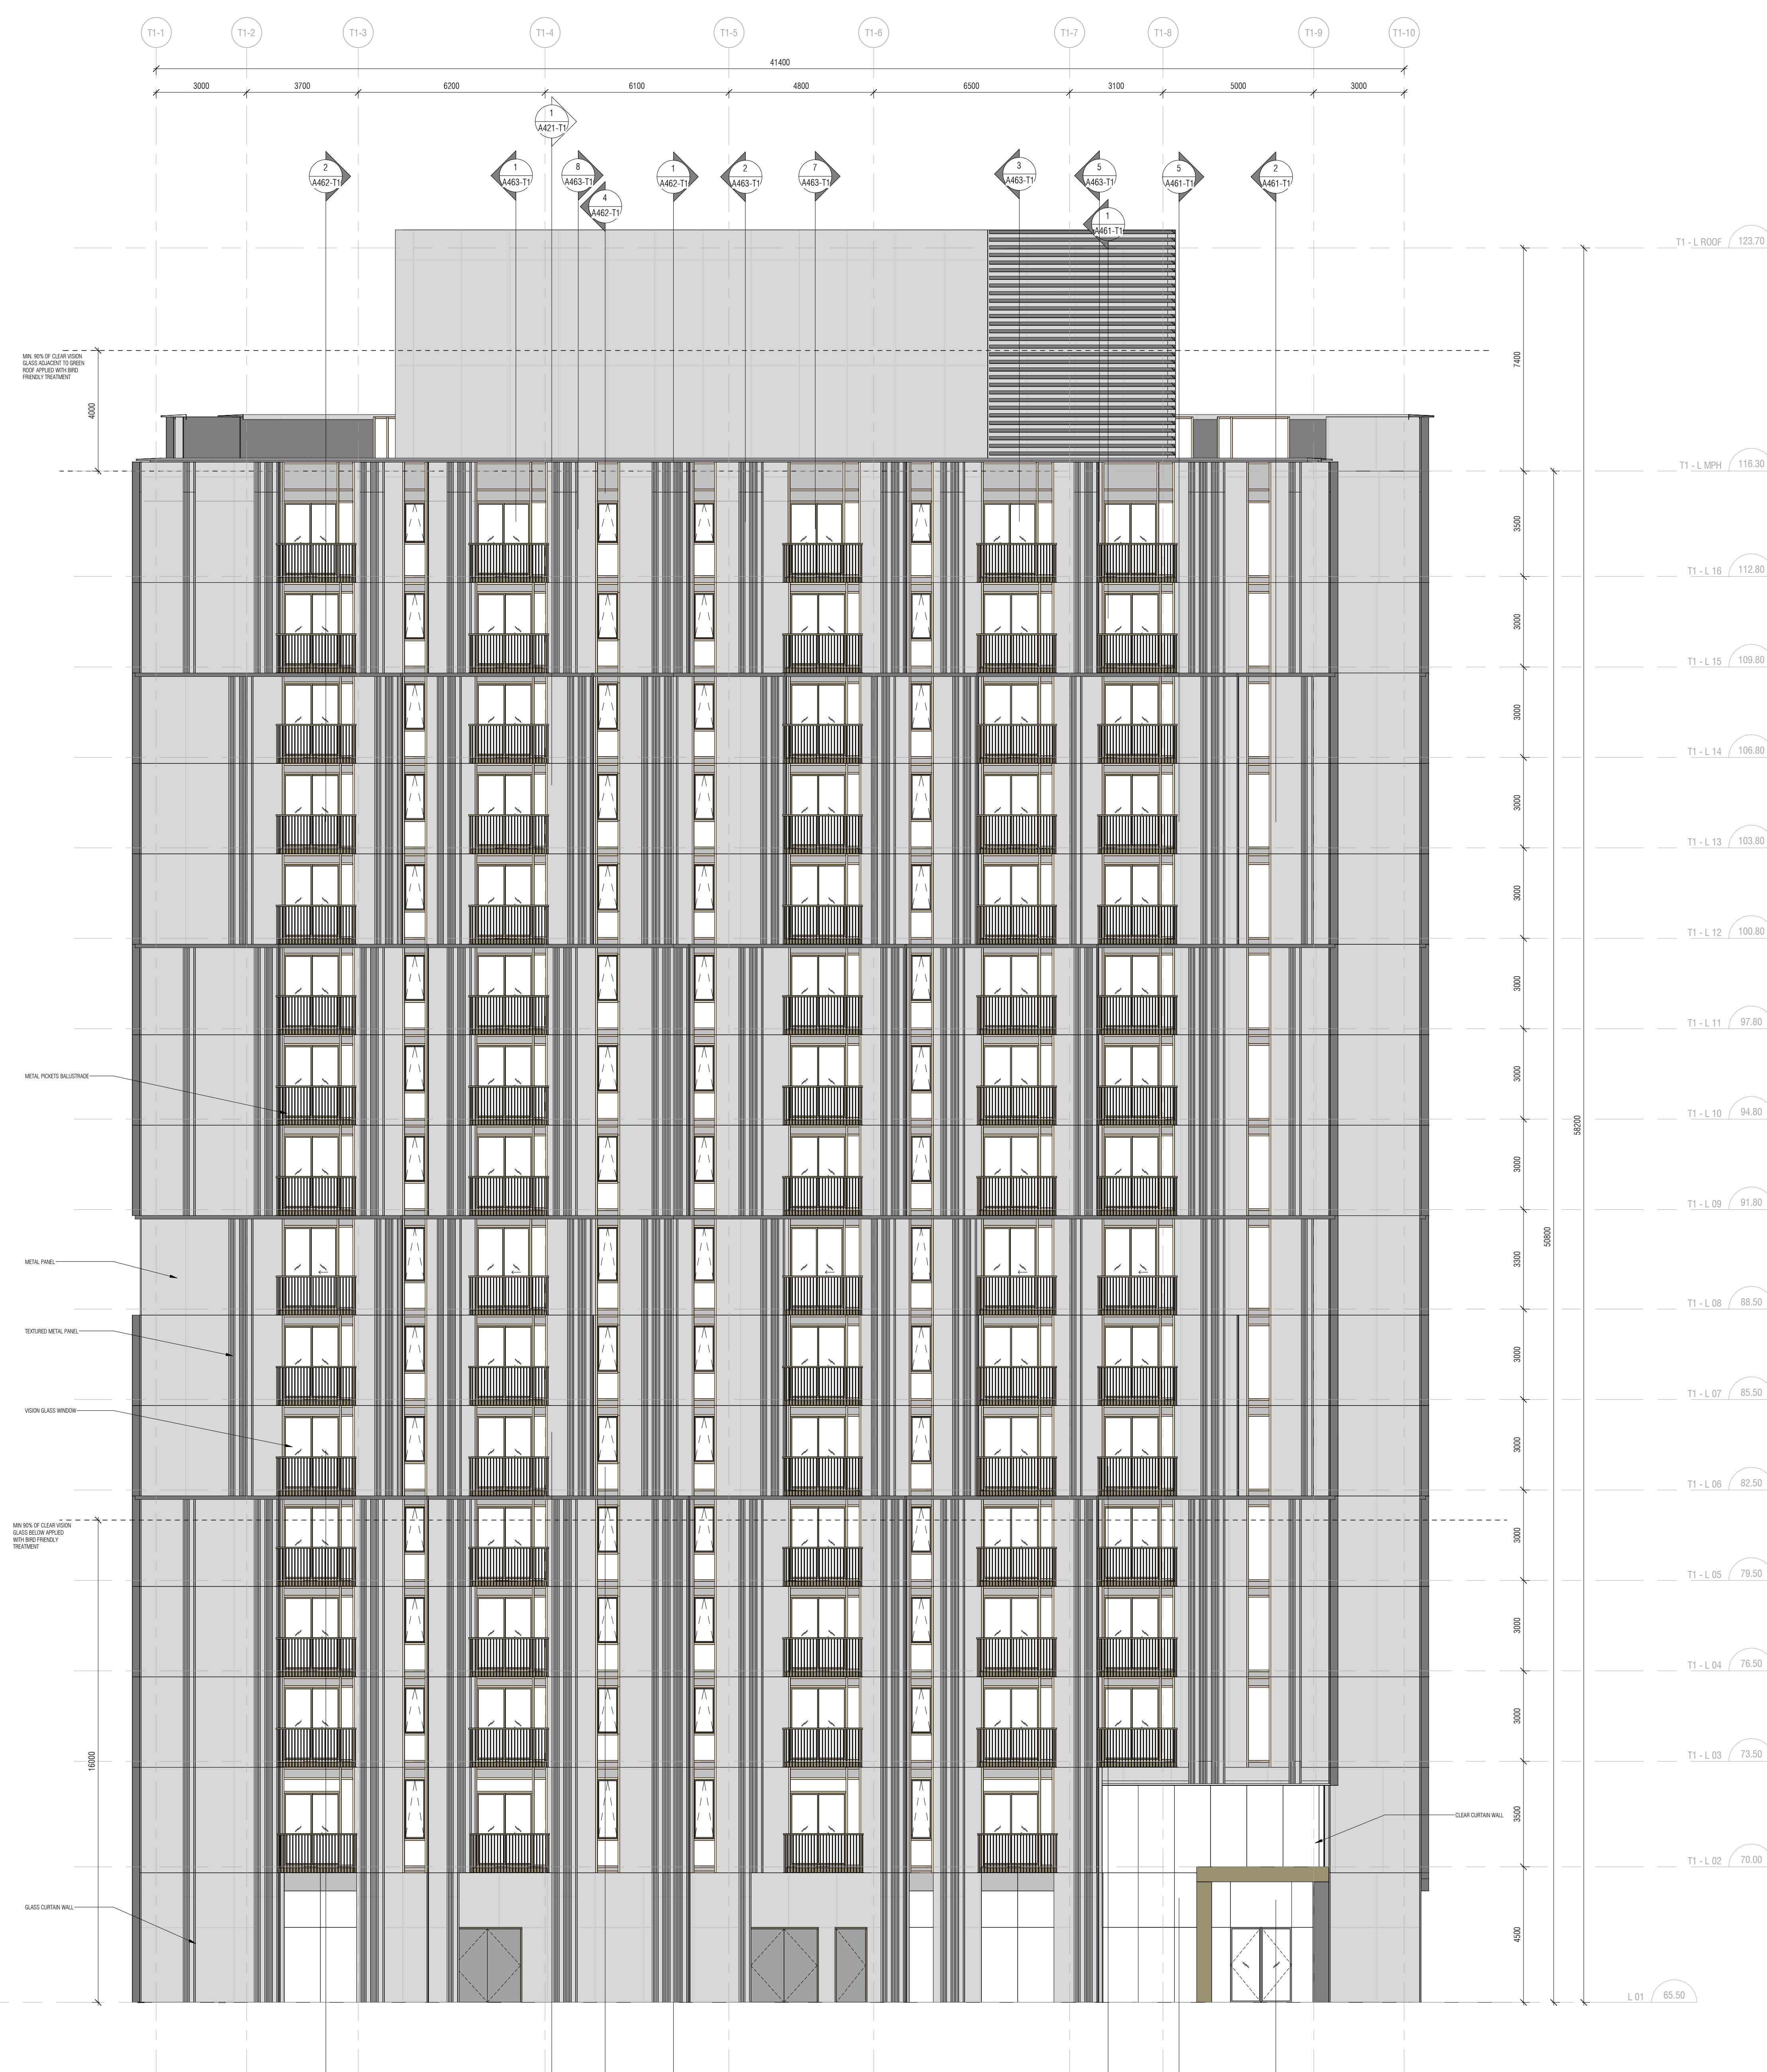 T1-1
T1-2
T1-3
T1-4
T1-5
T1-6
T1-7
T1-8
T1-9
T1-10
41400
3000
3700
6200
6100
4800
6500
3100
5000
3000
1
A421-T1
2
A462-T1
1
A463-T1
8
A463-T1
4
A462-T1
1
A462-T1
2
A463-T1
7
A463-T1
3
A463-T1
5
A463-T1
1
A461-T1
5
A461-T1
2
A461-T1
T1 - L ROOF 123.70
7400
MIN. 90% OF CLEAR VISION
GLASS ADJACENT TO GREEN
ROOF APPLIED WITH BIRD
FRIENDLY TREATMENT
4000
T1 - L MPH 116.30
3500
T1 - L 16 112.80
3000
T1 - L 15 109.80
3000
T1 - L 14 106.80
3000
T1 - L 13 103.80
3000
T1 - L 12 100.80
3000
T1 - L 11 97.80
3000
METAL PICKETS BALUSTRADE
T1 - L 10 94.80
58200
3000
T1 - L 09 91.80
50800
3300
METAL PANEL
T1 - L 08 88.50
TEXTURED METAL PANEL
3000
T1 - L 07 85.50
VISION GLASS WINDOW
3000
T1 - L 06 82.50
MIN 90% OF CLEAR VISION
GLASS BELOW APPLIED
WITH BIRD FRIENDLY
TREATMENT
3000
T1 - L 05 79.50
3000
T1 - L 04 76.50
3000
16000
T1 - L 03 73.50
3500
CLEAR CURTAIN WALL
T1 - L 02 70.00
GLASS CURTAIN WALL
4500
L 01 65.50